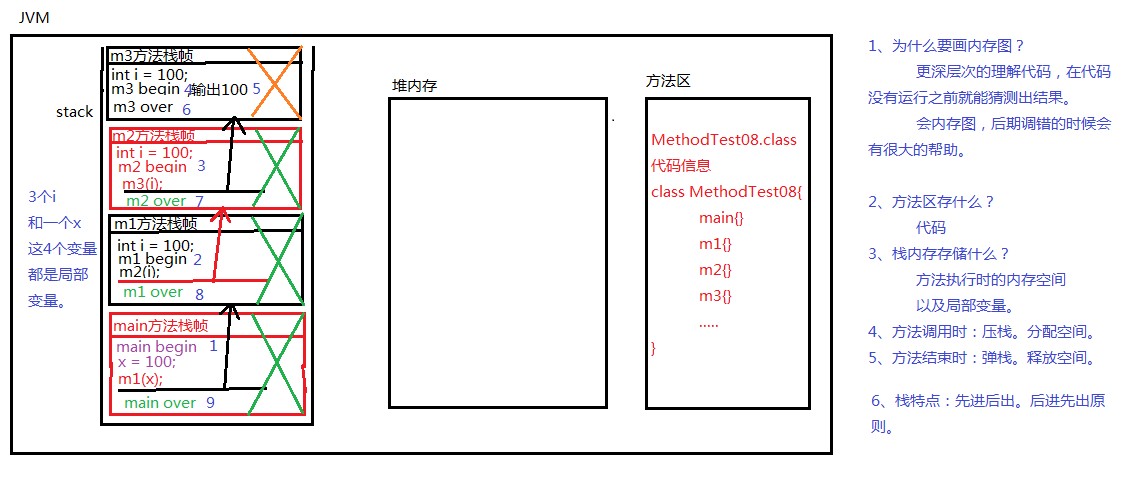 JVM
stack
m3方法栈帧
int i = 100;
m3 begin 4 输出100 5
m3 over 6
m2方法栈帧
int i = 100;
m2 begin 3
m3(i);
m2 over 7
m1方法栈帧
int i = 100;
m1 begin 2
m2(i);
m1 over 8
main方法栈帧
main begin 1
x = 100;
m1(x);
main over 9
3个i
和一个x
这4个变量
都是局部
变量。
堆内存
方法区
MethodTest08.class
代码信息
class MethodTest08{
main{}
m1{}
m2{}
m3{}
.....
}
1、为什么要画内存图?
更深层次的理解代码,在代码
没有运行之前就能猜测出结果。
会内存图,后期调错的时候会
有很大的帮助。
2、方法区存什么?
代码
3、栈内存存储什么?
方法执行时的内存空间
以及局部变量。
4、方法调用时:压栈。分配空间。
5、方法结束时:弹栈。释放空间。
6、栈特点:先进后出。后进先出原
则。